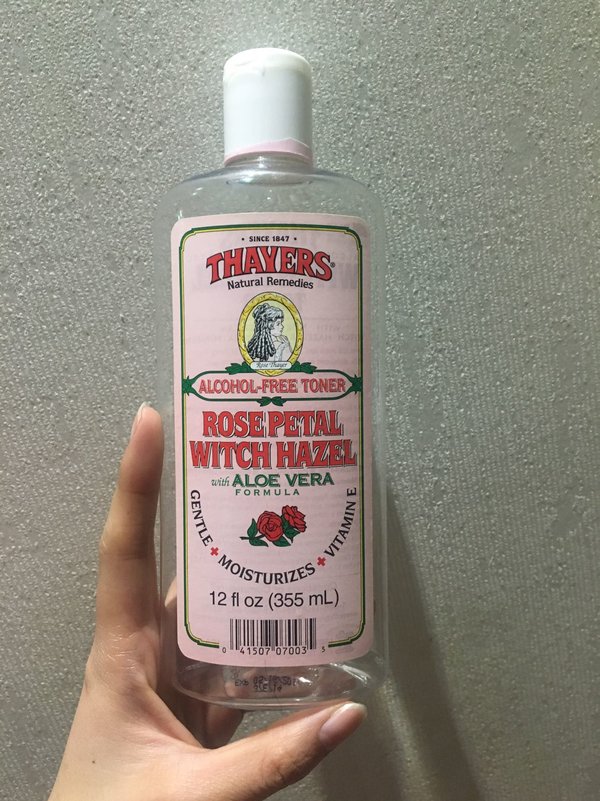 • SINCE 1847 •
THAYERS®
Natural Remedies
Rose Thayer
ALCOHOL-FREE TONER
ROSE PETAL
WITCH HAZEL
with ALOE VERA
FORMULA
GENTLE + MOISTURIZES + VITAMIN E
12 fl oz (355 mL)
0 41507 07003 5